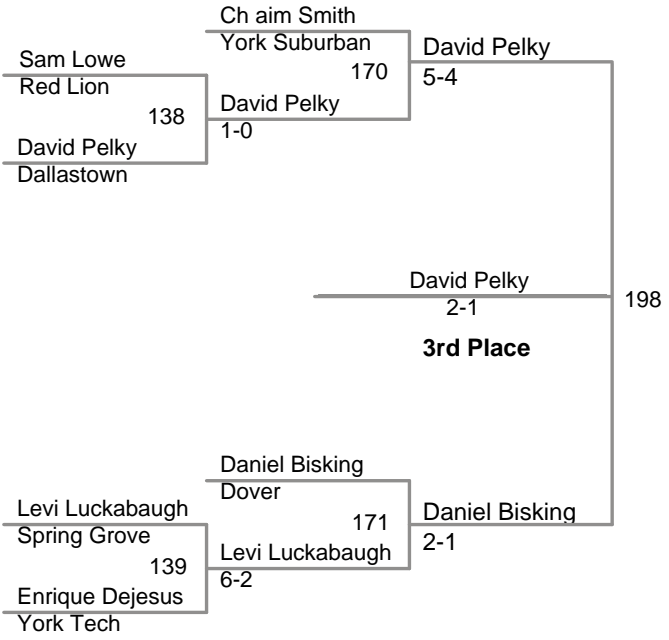 Ch aim Smith
York Suburban
David Pelky
Sam Lowe
170
5-4
Red Lion
David Pelky
138
1-0
David Pelky
Dallastown
David Pelky
198
2-1
3rd Place
Daniel Bisking
Dover
Levi Luckabaugh
171
Daniel Bisking
Spring Grove
2-1
Levi Luckabaugh
139
6-2
Enrique Dejesus
York Tech